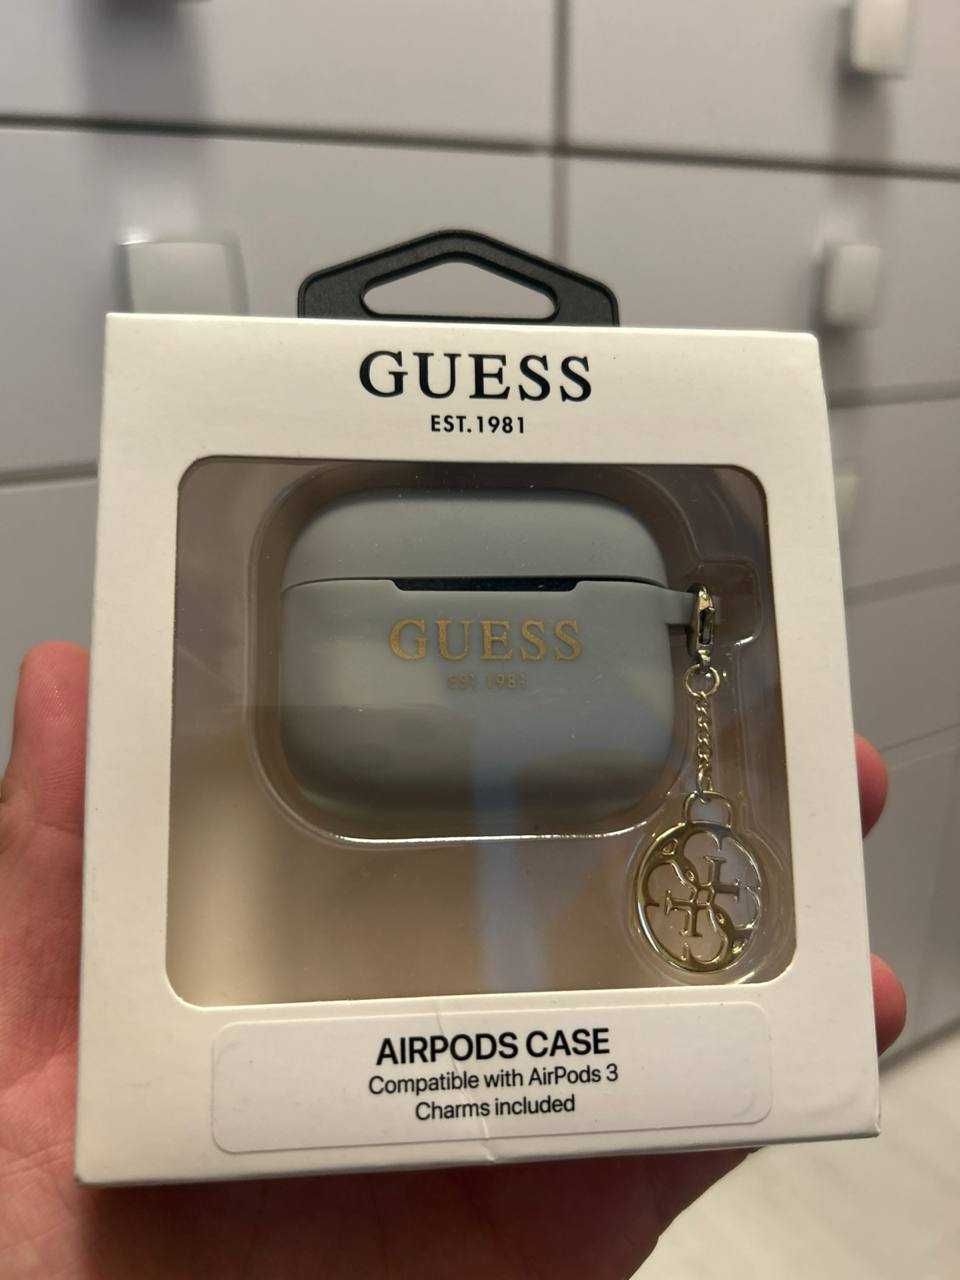 GUESS
EST.1981
GUESS
EST. 1981
AIRPODS CASE
Compatible with AirPods 3
Charms included